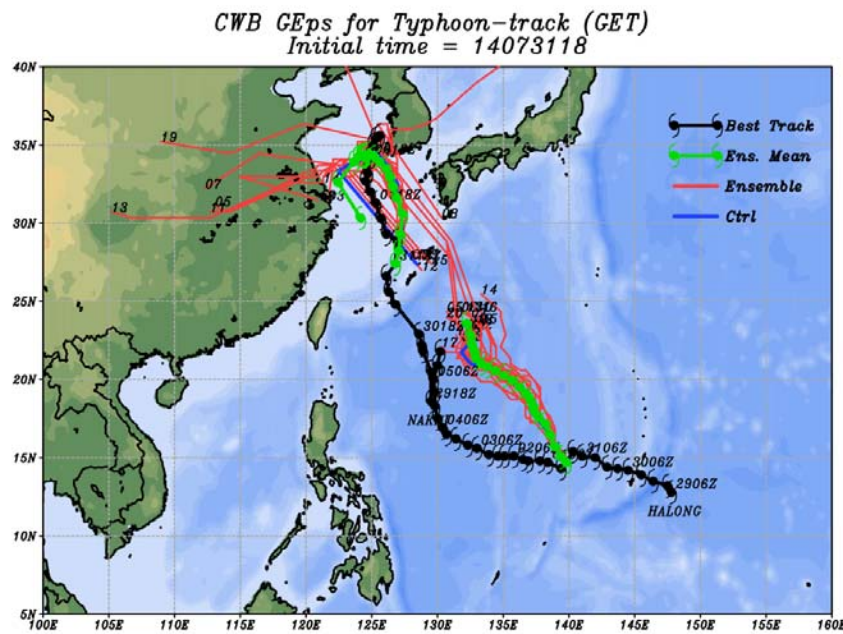 CWB GEps for Typhoon-track (GET)
Initial time = 14073118
40N
35N
30N
25N
20N
15N
10N
5N
Best Track
Ens. Mean
Ensemble
Ctrl
19
07
05
13
03
08
12
14
3018Z
17
0506Z
2918Z
0406Z
0306Z
3106Z
3006Z
2906Z
HALONG
100E
105E
110E
115E
120E
125E
130E
135E
140E
145E
150E
155E
160E